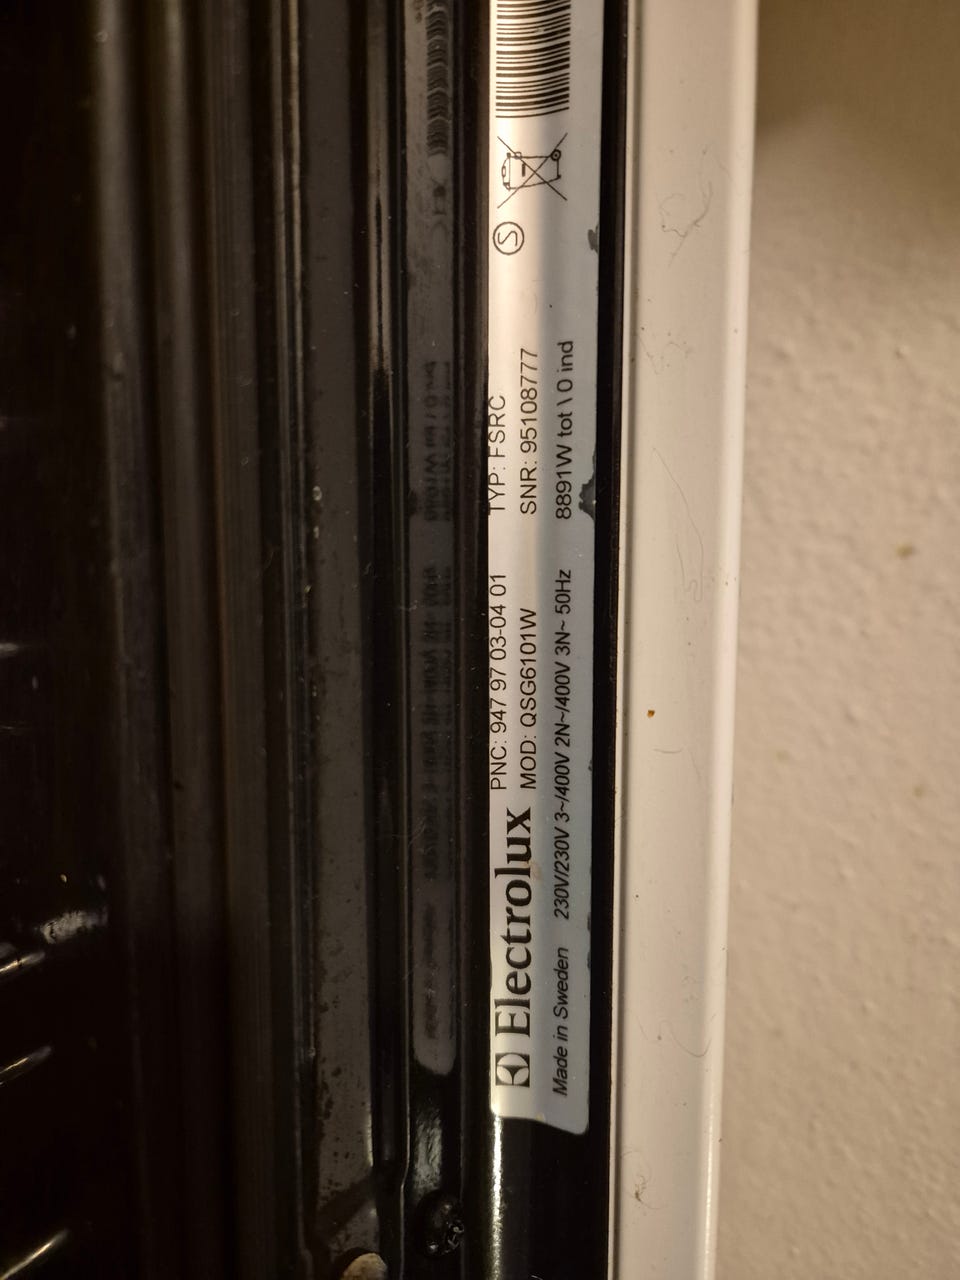 Electrolux
PNC: 947 97 03-04 01 TYP: FSRC
MOD: QSG6101W SNR: 95108777
Made in Sweden 230V/230V 3~/400V 2N~/400V 3N~ 50Hz 8891W tot \ 0 ind
S